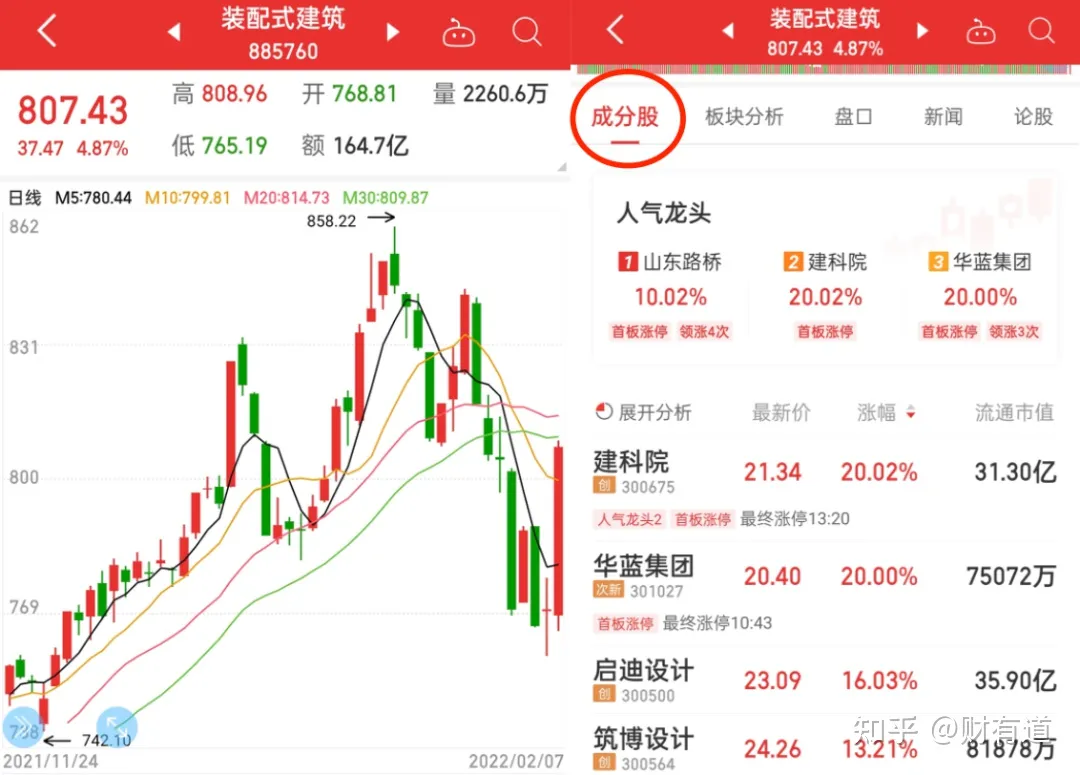 装配式建筑
885760
807.43
37.47 4.87%
高 808.96 开 768.81 量 2260.6万
低 765.19 额 164.7亿
日线 M5:780.44 M10:799.81 M20:814.73 M30:809.87
862
858.22
831
800
769
742.10
2021/11/24 2022/02/07
装配式建筑
807.43 4.87%
成分股 板块分析 盘口 新闻 论股
人气龙头
1 山东路桥 2 建科院 3 华蓝集团
10.02% 20.02% 20.00%
首板涨停 领涨4次 首板涨停 首板涨停 领涨3次
展开分析 最新价 涨幅 流通市值
建科院 21.34 20.02% 31.30亿
创 300675
人气龙头2 首板涨停 最终涨停13:20
华蓝集团 20.40 20.00% 75072万
次新 301027
首板涨停 最终涨停10:43
启迪设计 23.09 16.03% 35.90亿
创 300500
筑博设计 24.26 13.21% 81878万
创 300564
知乎 @财有道